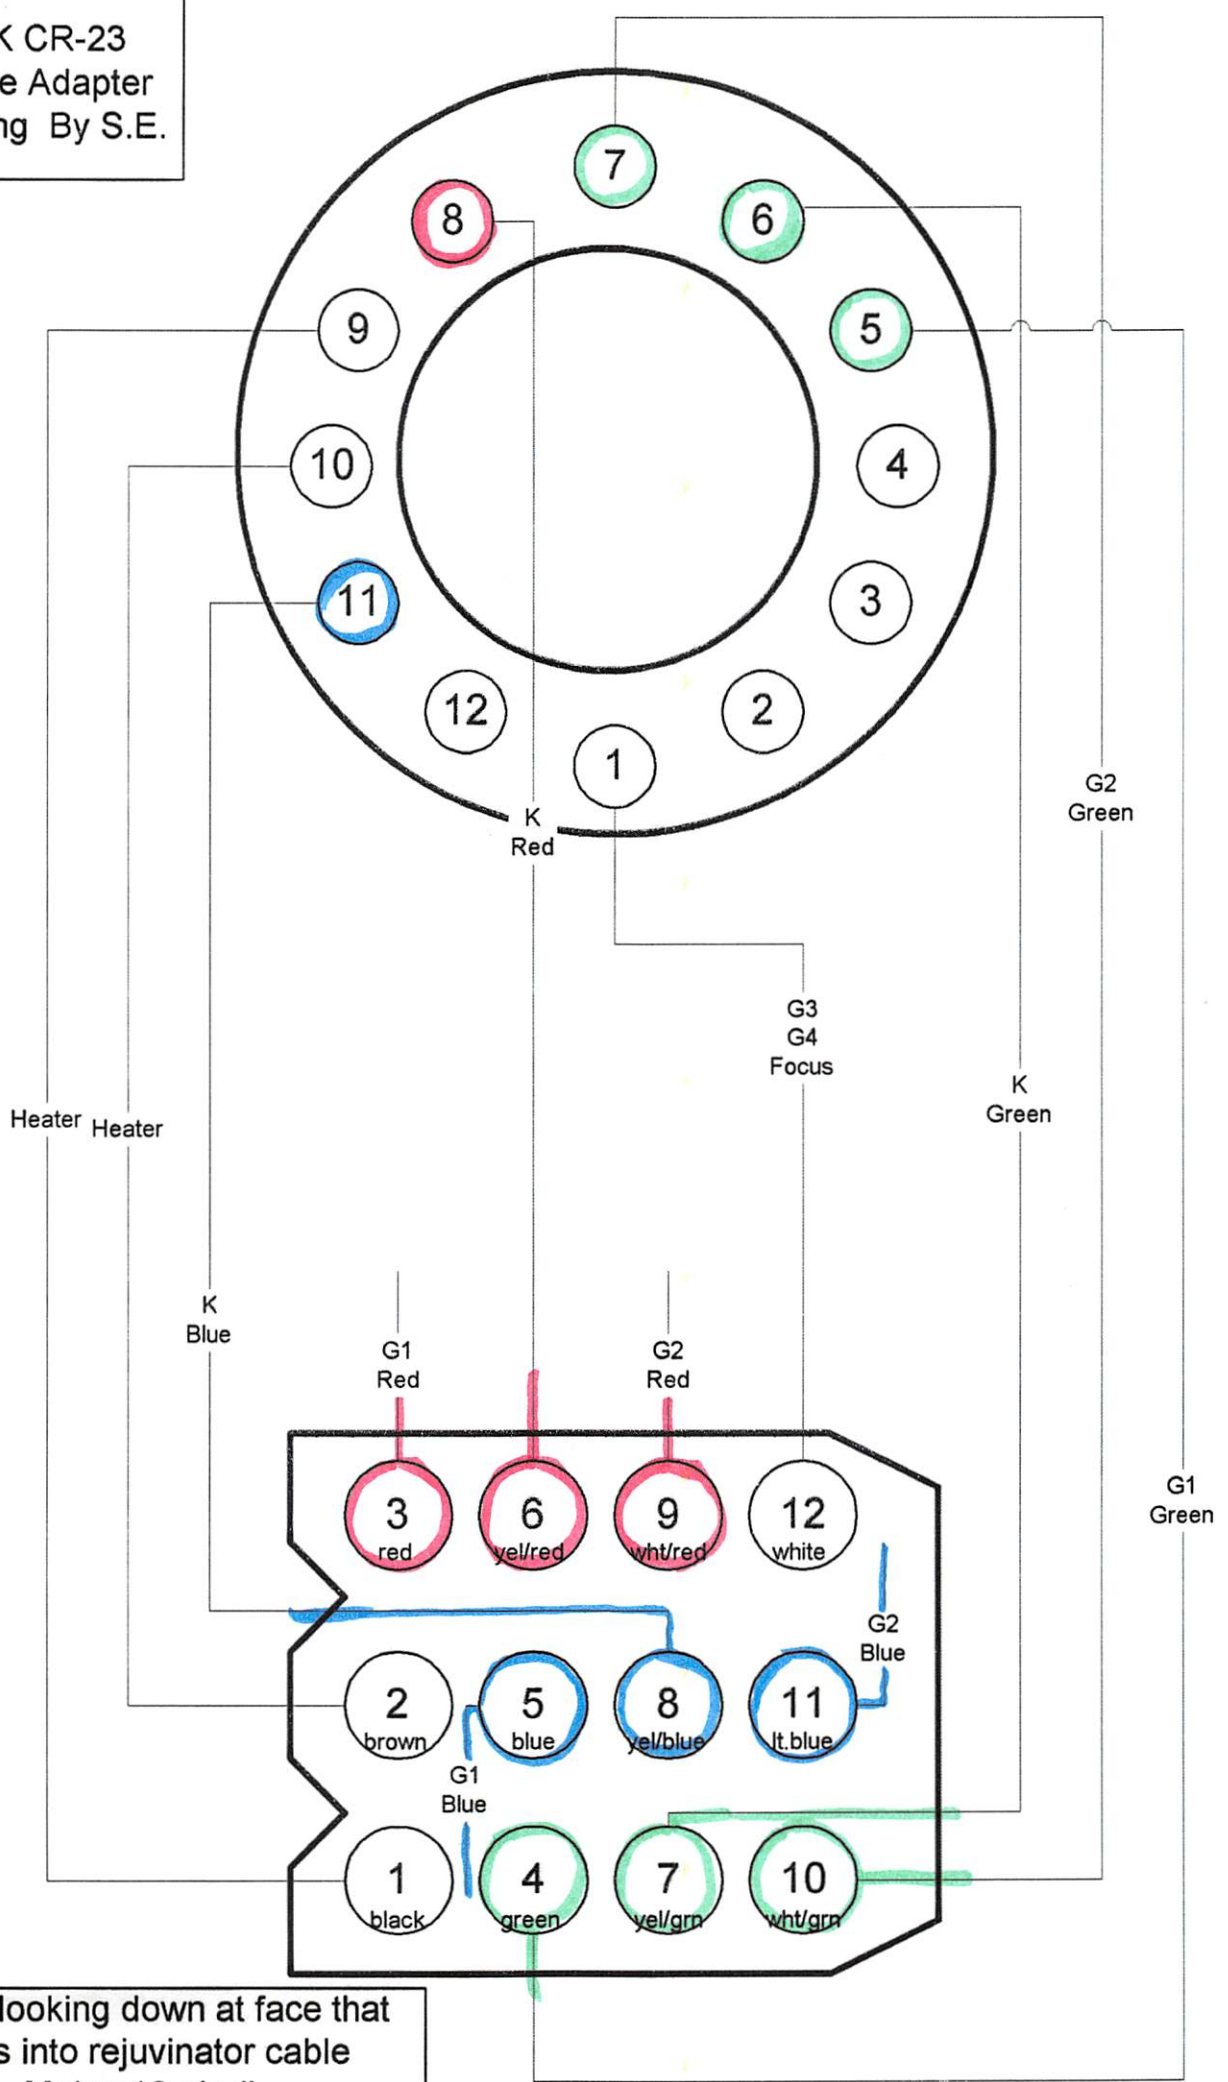 K CR-23
e Adapter
ng By S.E.
7
8
6
9
5
10
4
11
3
12
2
1
K
Red
G2
Green
G3
G4
Focus
K
Green
Heater
Heater
K
Blue
G1
Red
G2
Red
G1
Green
3
red
6
yel/red
9
wht/red
12
white
G2
Blue
2
brown
5
blue
8
yel/blue
11
lt.blue
G1
Blue
1
black
4
green
7
yel/grn
10
wht/grn
looking down at face that
s into rejuvinator cable